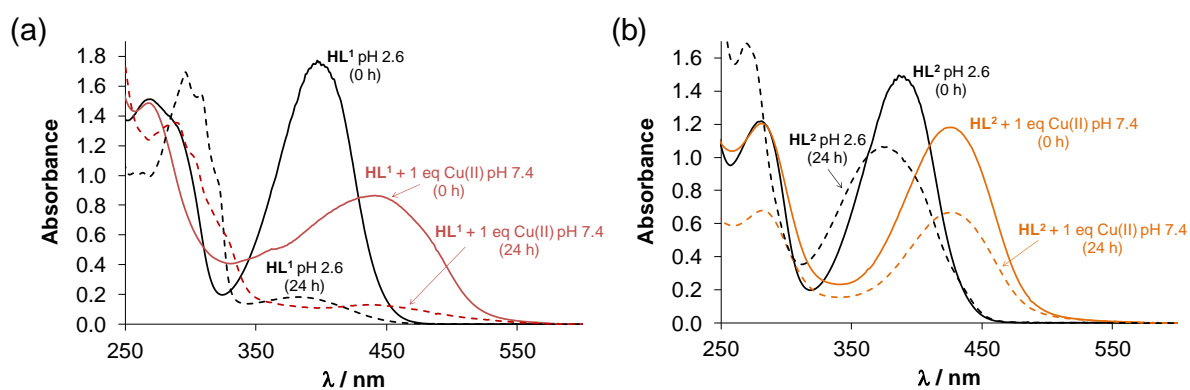 (a)
Absorbance
1.8
1.6
1.4
1.2
1.0
0.8
0.6
0.4
0.2
0.0
250
350
450
550
λ / nm
HL¹ pH 2.6
(0 h)
HL¹ + 1 eq Cu(II) pH 7.4
(0 h)
HL¹ + 1 eq Cu(II) pH 7.4
(24 h)
HL¹ pH 2.6
(24 h)
(b)
Absorbance
1.6
1.4
1.2
1.0
0.8
0.6
0.4
0.2
0.0
250
350
450
550
λ / nm
HL² pH 2.6
(0 h)
HL² + 1 eq Cu(II) pH 7.4
(0 h)
HL² pH 2.6
(24 h)
HL² + 1 eq Cu(II) pH 7.4
(24 h)